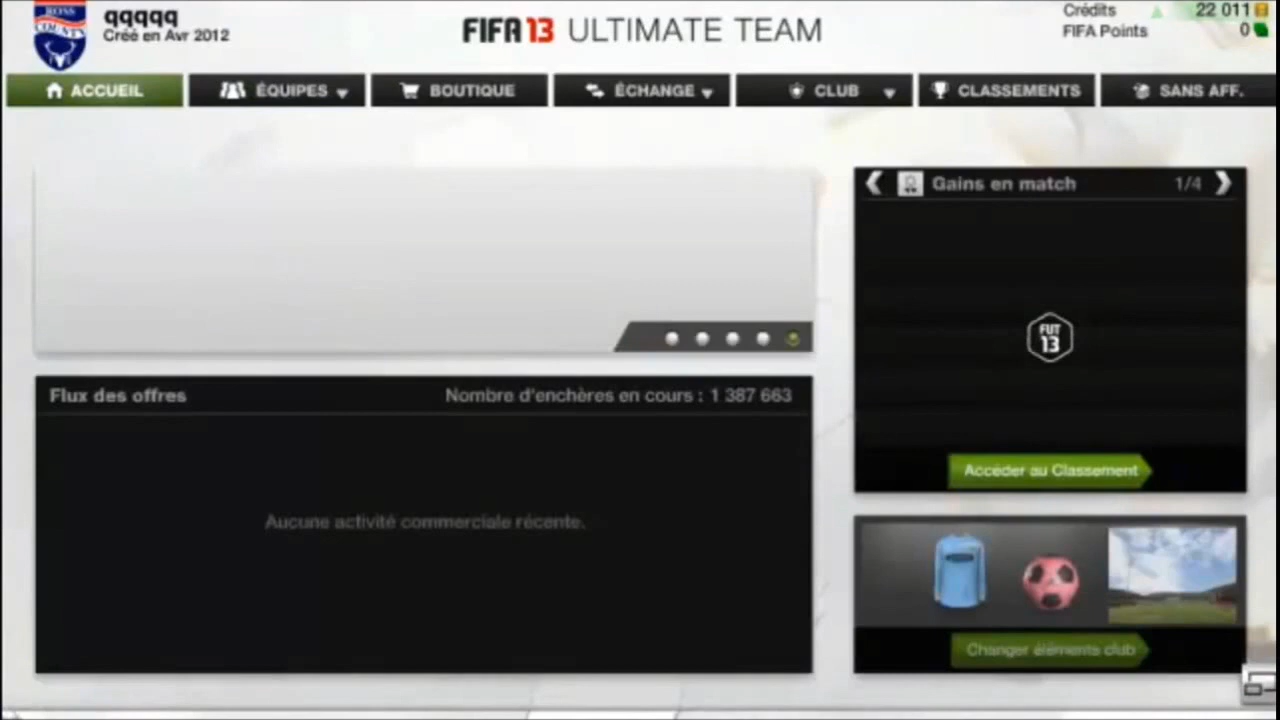 ROSS
COUNTY
qqqqq
Créé en Avr 2012
FIFA 13 ULTIMATE TEAM
Crédits 22 011
FIFA Points 0
ACCUEIL ÉQUIPES BOUTIQUE ÉCHANGE CLUB CLASSEMENTS SANS AFF.
Gains en match 1/4
FUT
13
Accéder au Classement
Flux des offres Nombre d'enchères en cours : 1 387 663
Aucune activité commerciale récente.
Changer éléments club